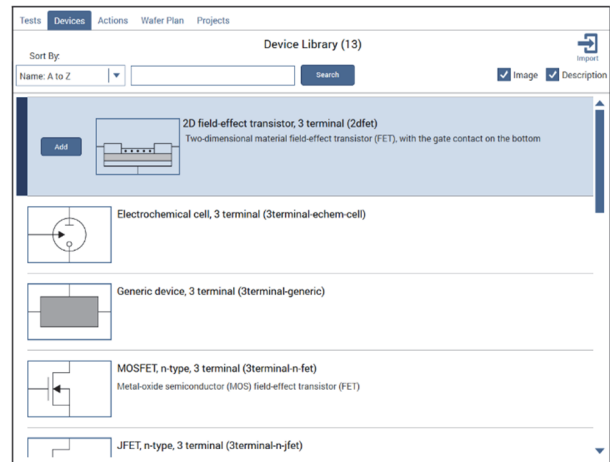 Tests Devices Actions Wafer Plan Projects
Device Library (13)
Import
Sort By:
Name: A to Z
Search
Image Description
Add
2D field-effect transistor, 3 terminal (2dfet)
Two-dimensional material field-effect transistor (FET), with the gate contact on the bottom
Electrochemical cell, 3 terminal (3terminal-echem-cell)
Generic device, 3 terminal (3terminal-generic)
MOSFET, n-type, 3 terminal (3terminal-n-fet)
Metal-oxide semiconductor (MOS) field-effect transistor (FET)
JFET, n-type, 3 terminal (3terminal-n-jfet)